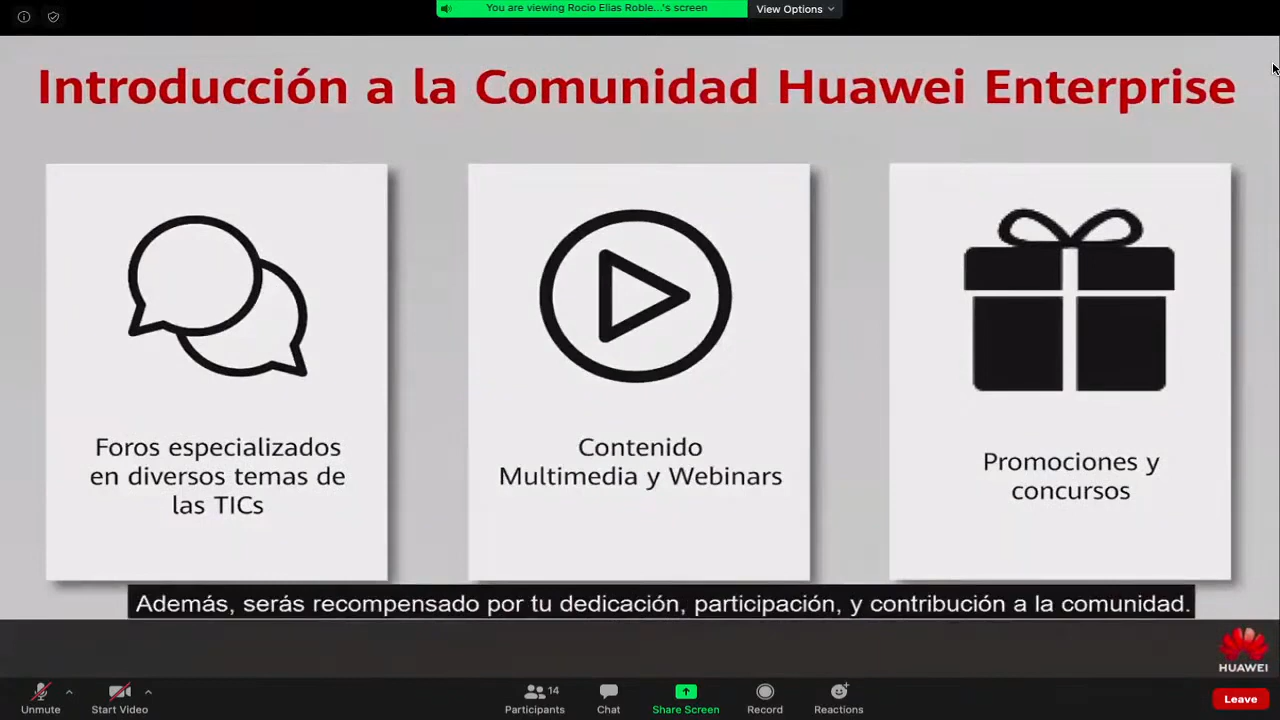 You are viewing Rocio Elias Roble...'s screen
View Options
Introducción a la Comunidad Huawei Enterprise
Foros especializados
en diversos temas de
las TICs
Contenido
Multimedia y Webinars
Promociones y
concursos
Además, serás recompensado por tu dedicación, participación, y contribución a la comunidad.
HUAWEI
Unmute
Start Video
14
Participants
Chat
Share Screen
Record
Reactions
Leave